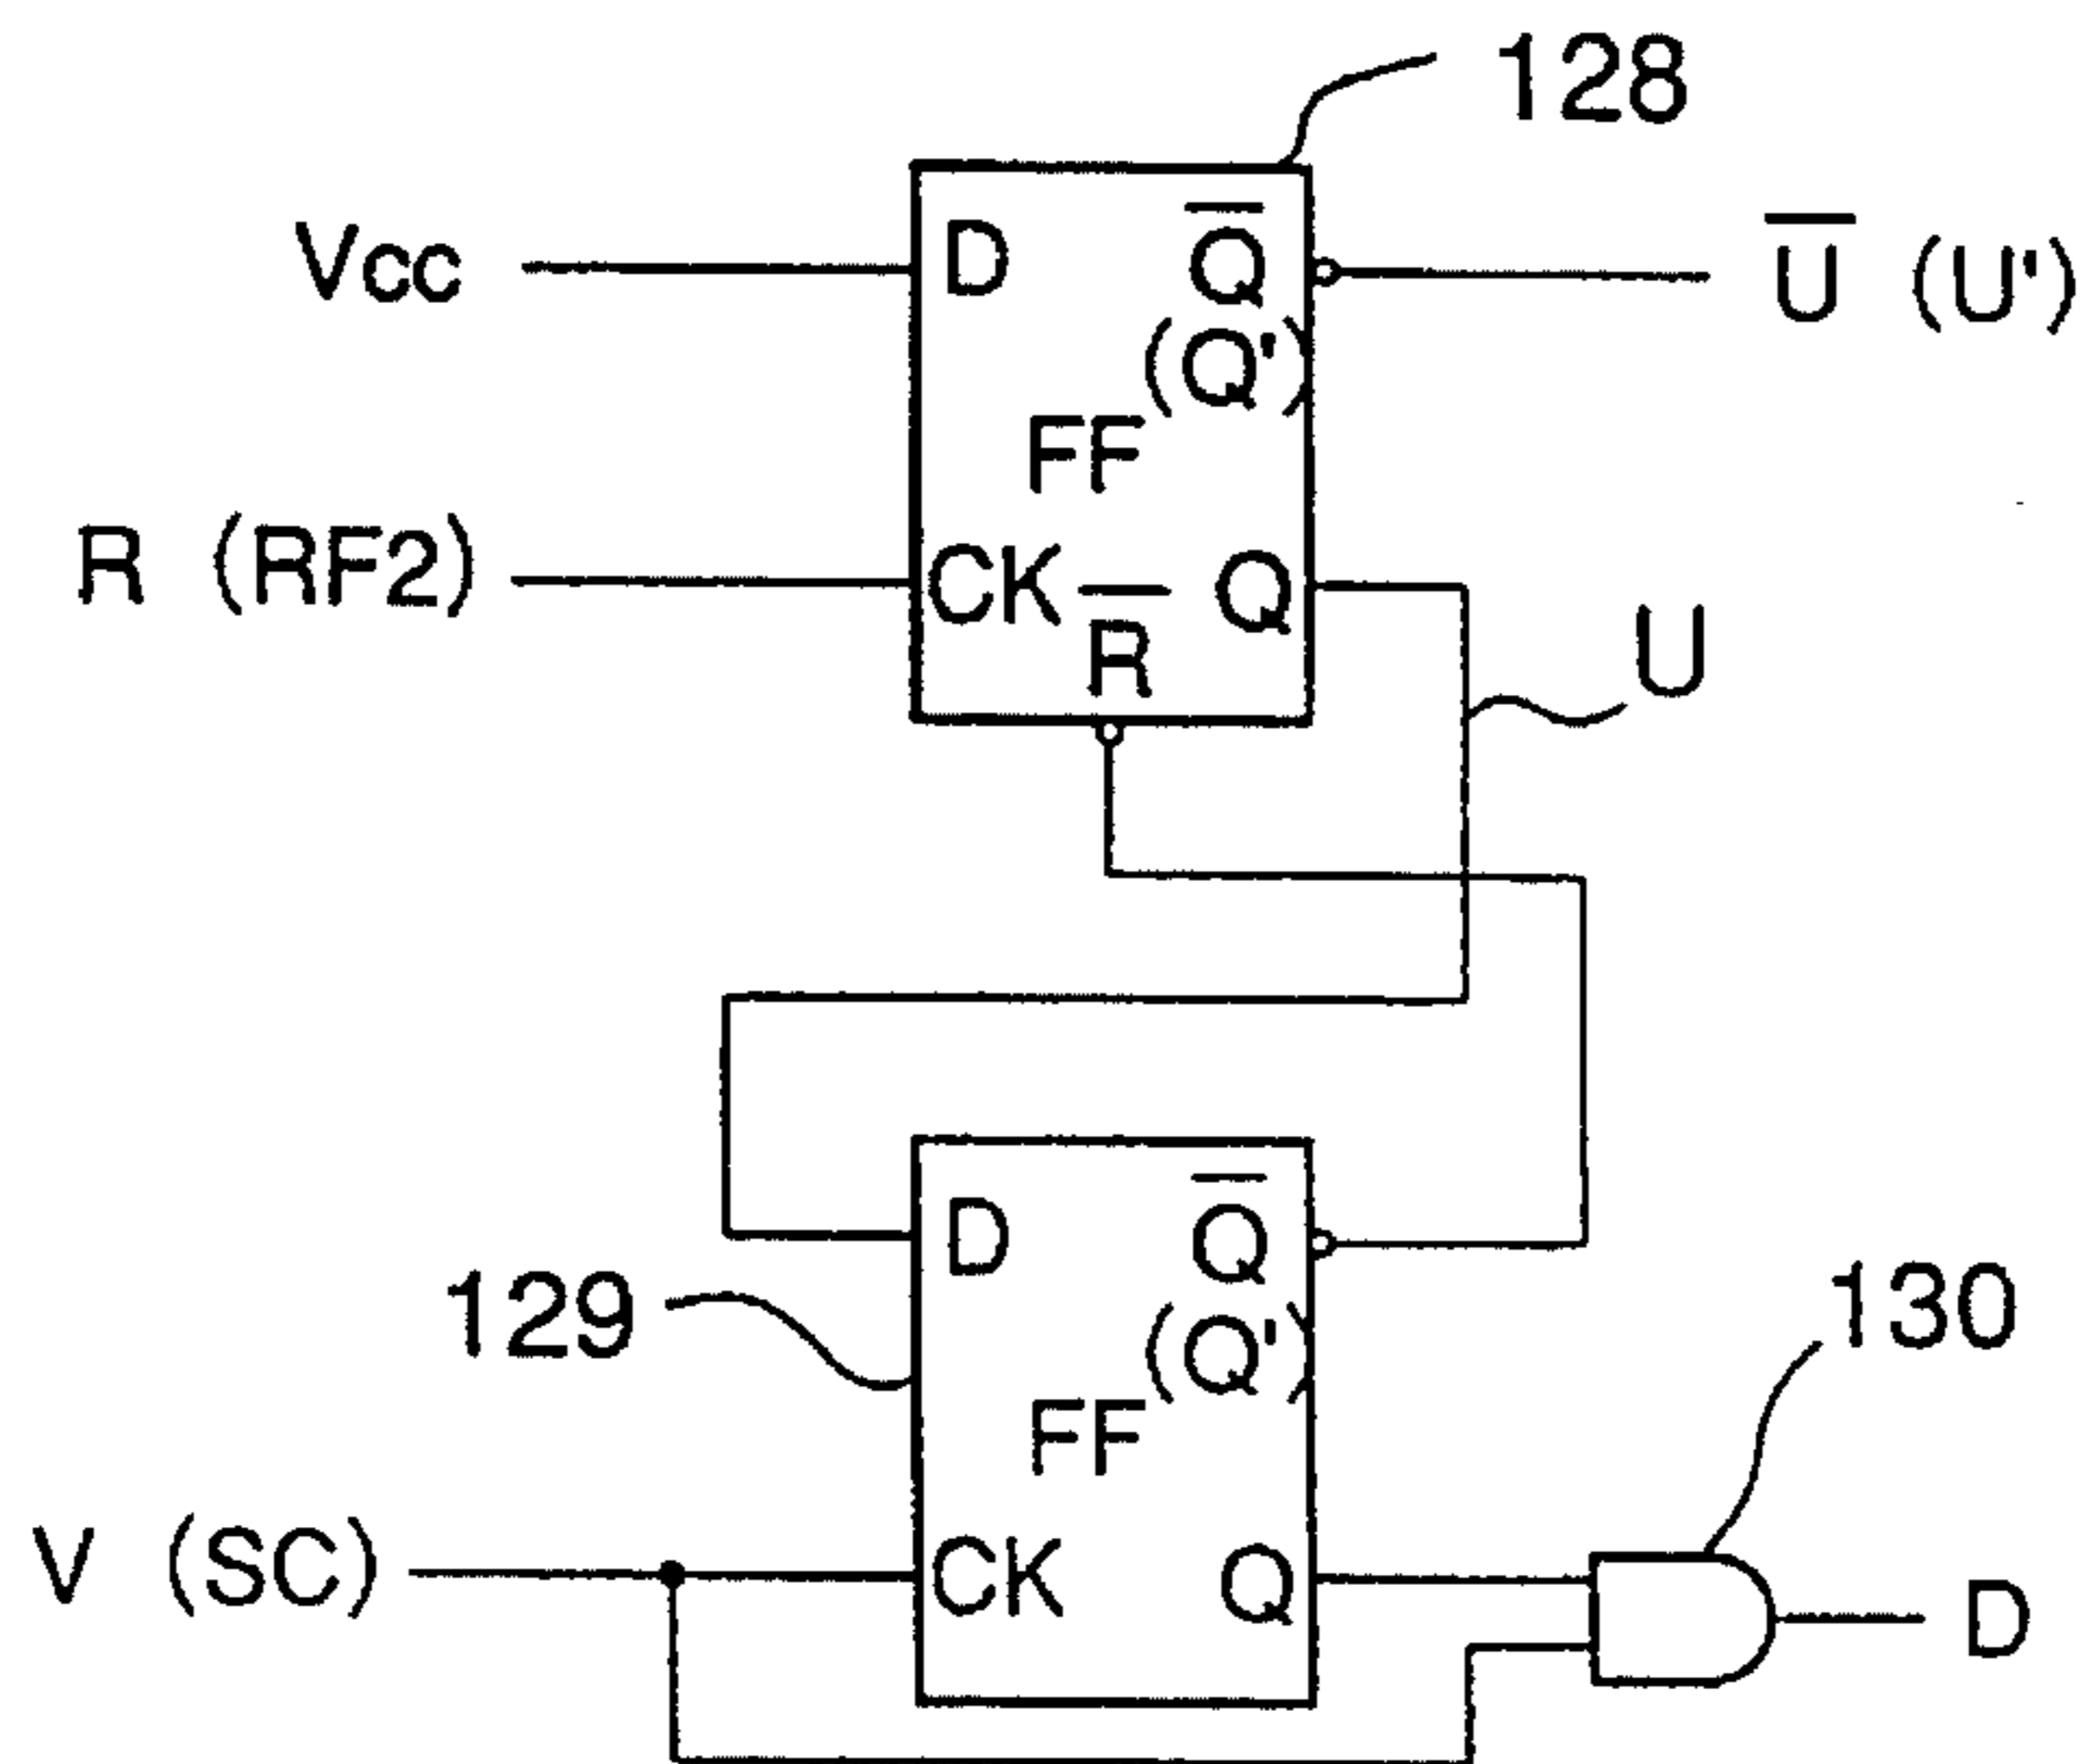 128
Vcc
D
Q̅
U̅ (U')
(Q')
FF
R (RF2)
CK
R̅
Q
U
D
Q̅
129
(Q')
130
FF
V (SC)
CK
Q
D